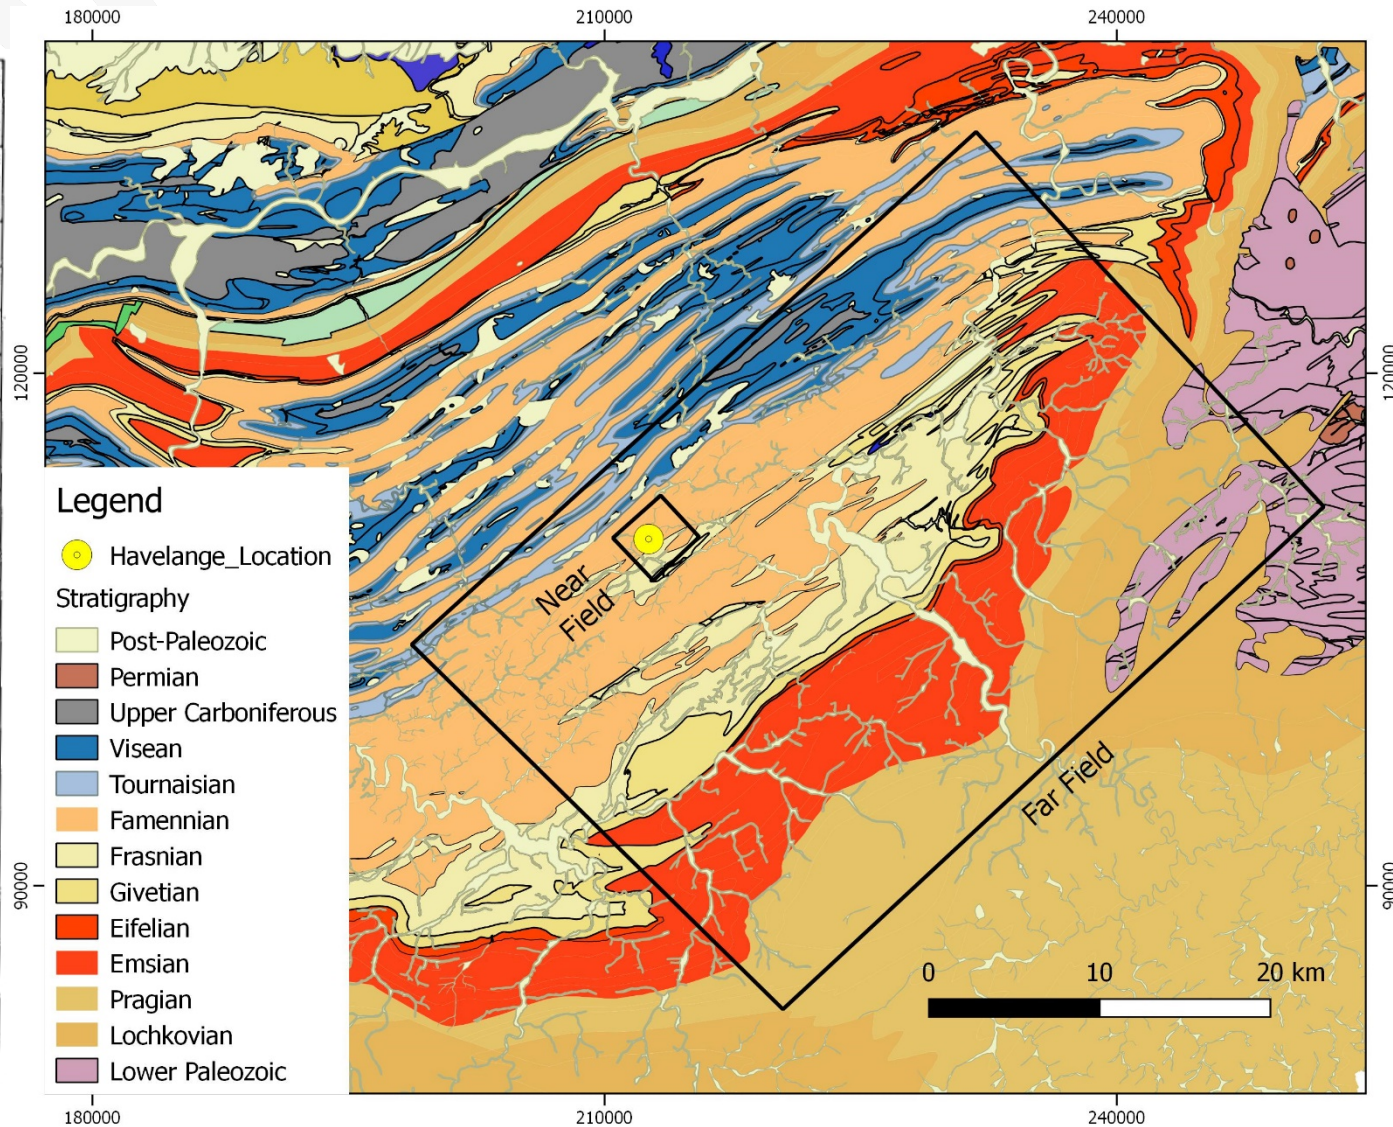 180000
210000
240000
120000
120000
90000
90000
Near
Field
Far Field
0
10
20 km
Legend
Havelange_Location
Stratigraphy
Post-Paleozoic
Permian
Upper Carboniferous
Visean
Tournaisian
Famennian
Frasnian
Givetian
Eifelian
Emsian
Pragian
Lochkovian
Lower Paleozoic
180000
210000
240000